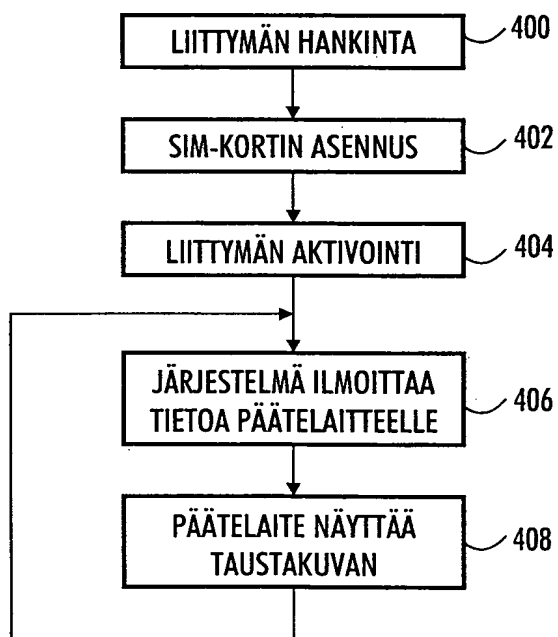 LIITTYMÄN HANKINTA 400
SIM-KORTIN ASENNUS 402
LIITTYMÄN AKTIVOINTI 404
JÄRJESTELMÄ ILMOITTAA
TIETOA PÄÄTELAITTEELLE 406
PÄÄTELAITE NÄYTTÄÄ
TAUSTAKUVAN 408